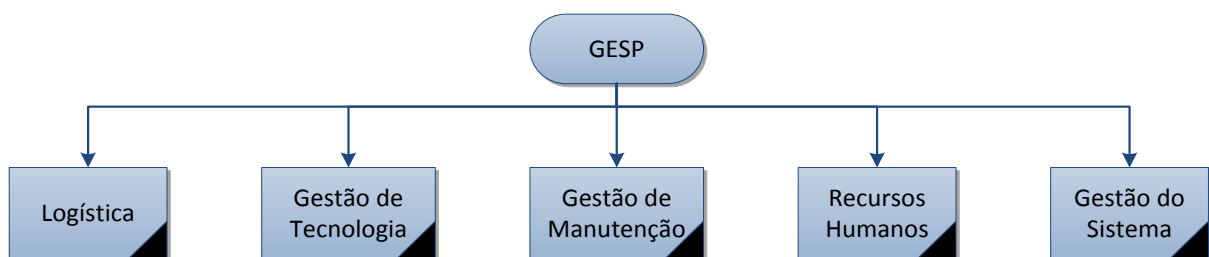 GESP
Logística
Gestão de
Tecnologia
Gestão de
Manutenção
Recursos
Humanos
Gestão do
Sistema